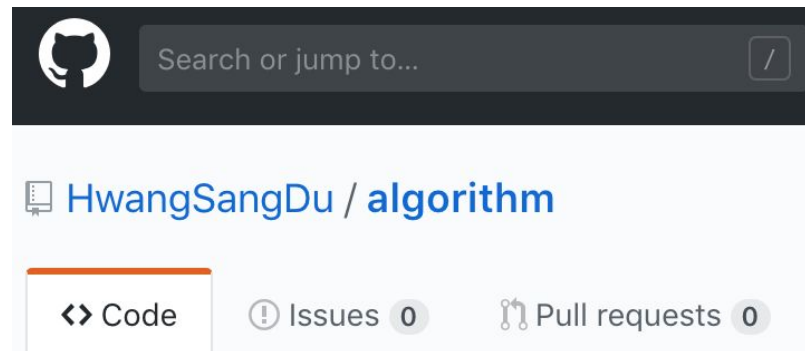 Search or jump to... /
HwangSangDu / algorithm
<> Code Issues 0 Pull requests 0